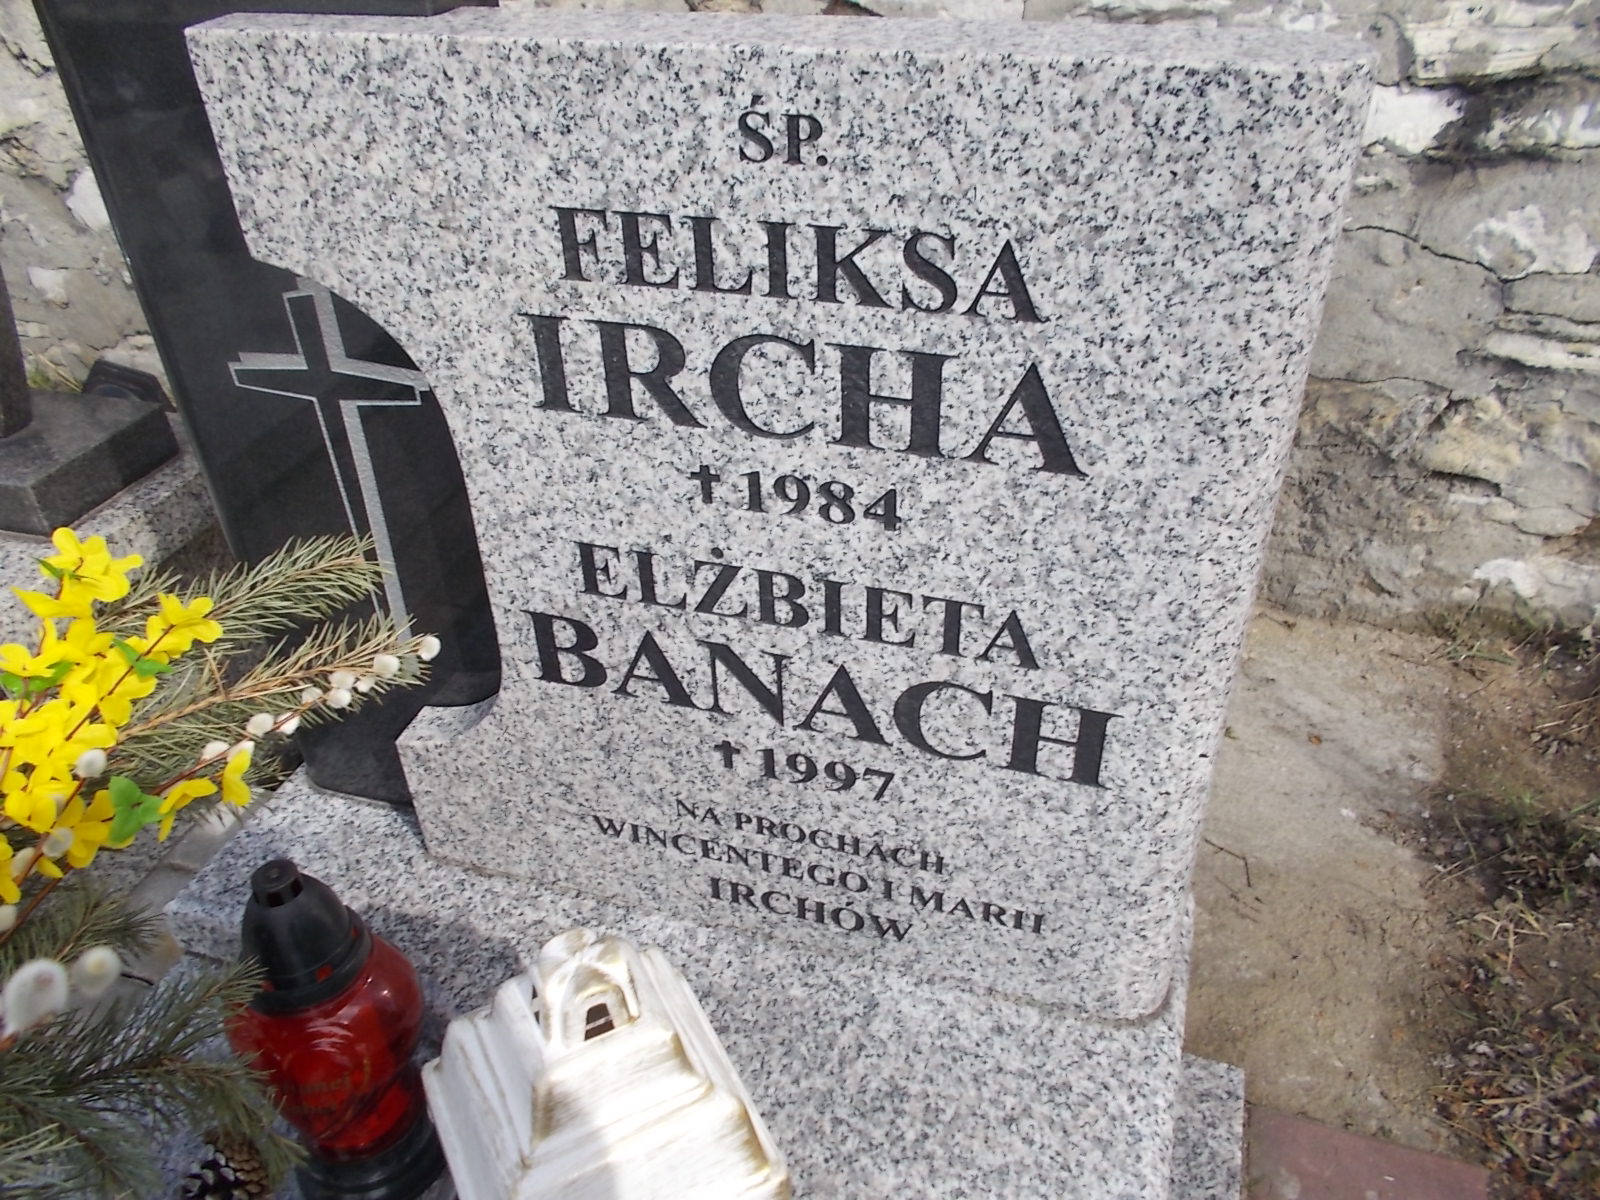 ŚP.
FELIKSA
IRCHA
✝ 1984
ELŻBIETA
BANACH
✝ 1997
NA PROCHACH
WINCENTEGO I MARII
IRCHÓW